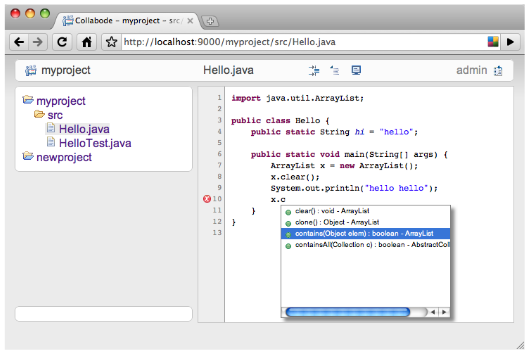 Collabode - myproject - src/
http://localhost:9000/myproject/src/Hello.java
myproject
Hello.java
admin
myproject
src
Hello.java
HelloTest.java
newproject
1 import java.util.ArrayList;
2
3 public class Hello {
4 public static String hi = "hello";
5
6 public static void main(String[] args) {
7 ArrayList x = new ArrayList();
8 x.clear();
9 System.out.println("hello hello");
10 x.c
11 }
12 }
13
clear() : void - ArrayList
clone() : Object - ArrayList
contains(Object elem) : boolean - ArrayList
containsAll(Collection c) : boolean - AbstractColl